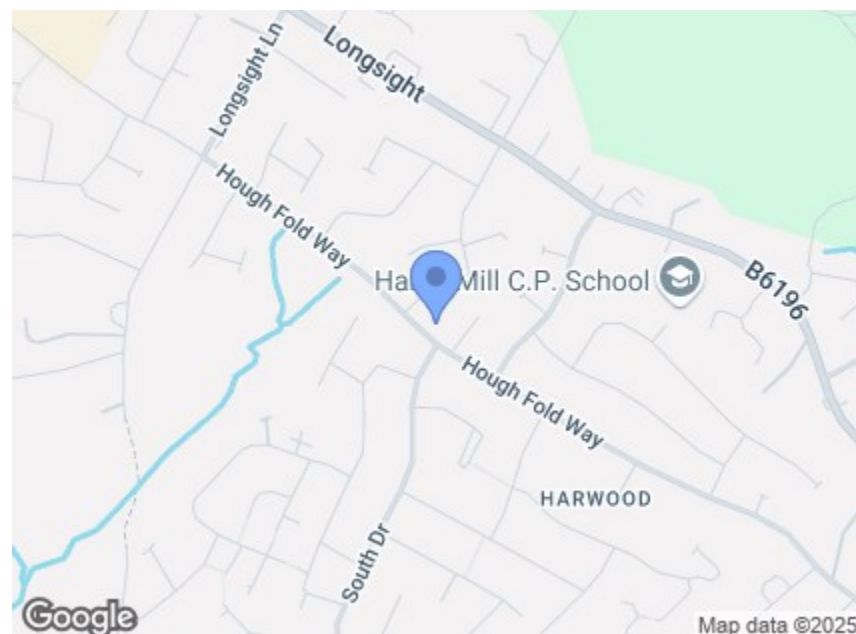 Longsight
Longsight Ln
Hough Fold Way
Ha
Mill C.P. School
B6196
Hough Fold Way
HARWOOD
South Dr
Google
Map data ©2025